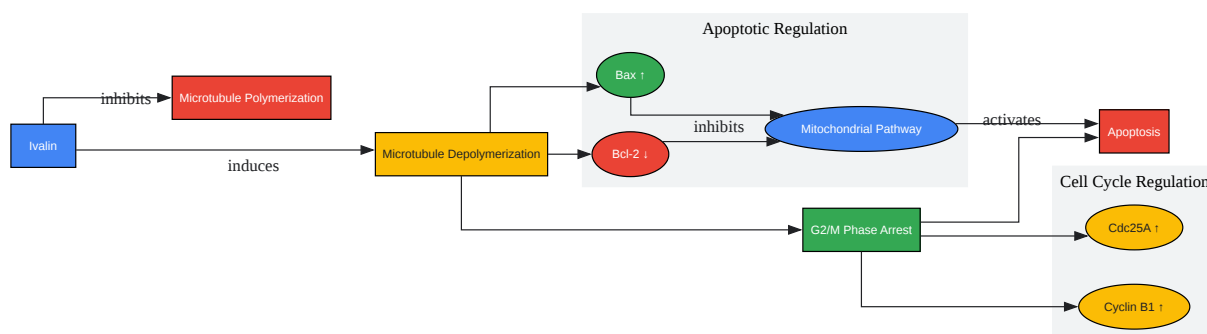 Apoptotic Regulation
Bax ↑
inhibits
Microtubule Polymerization
activates
inhibits
Mitochondrial Pathway
Apoptosis
Ivalin
induces
Microtubule Depolymerization
Bcl-2 ↓
Cell Cycle Regulation
G2/M Phase Arrest
Cdc25A ↑
Cyclin B1 ↑